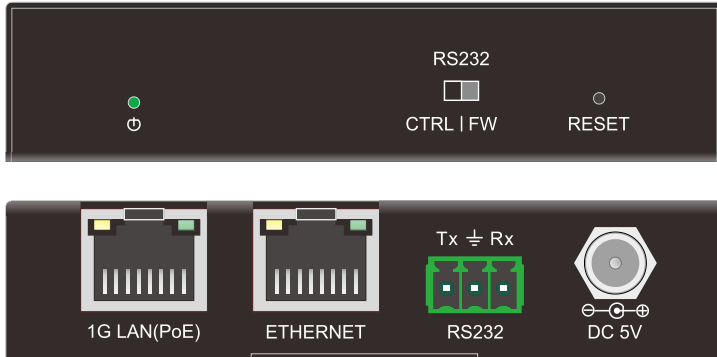 RS232
CTRL | FW
RESET
Tx Rx
1G LAN(PoE)
ETHERNET
RS232
DC 5V